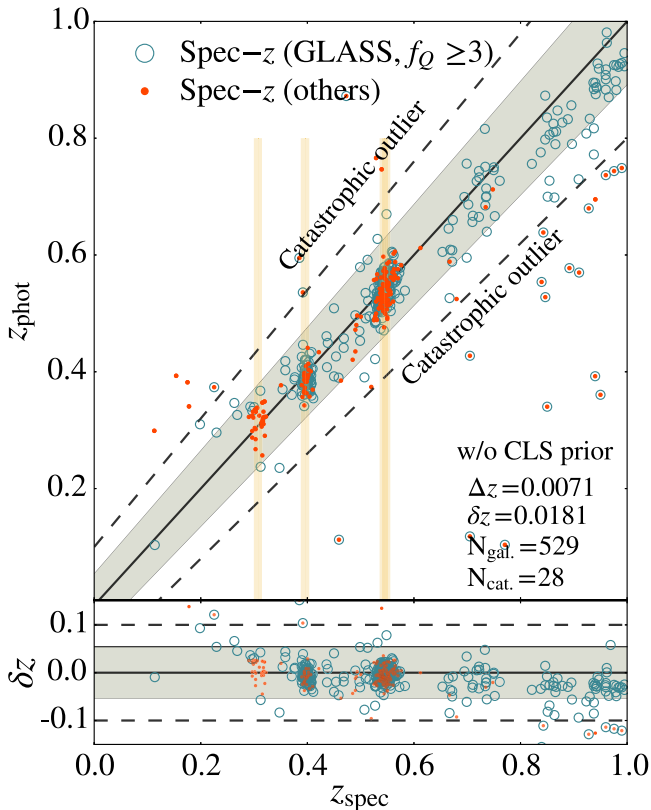 1.0
Spec−z (GLASS, f_Q ≥3)
Spec−z (others)
0.8
Catastrophic outlier
0.6
z_phot
Catastrophic outlier
0.4
w/o CLS prior
Δz=0.0071
0.2
δz=0.0181
N_gal.=529
N_cat.=28
0.1
δz
0.0
-0.1
0.0 0.2 0.4 0.6 0.8 1.0
z_spec